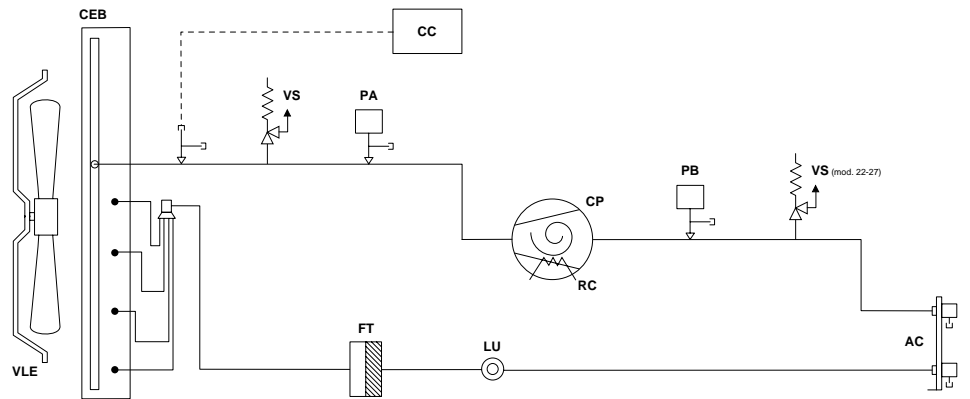 CEB
CC
VS
PA
PB
VS (mod. 22-27)
CP
RC
FT
LU
AC
VLE